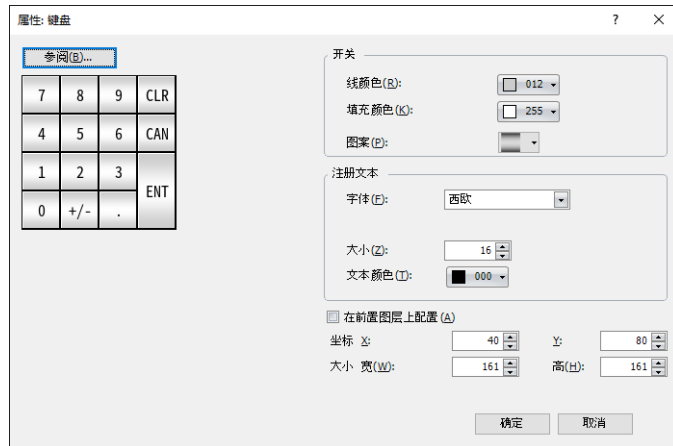 属性: 键盘
?
参阅(B)...
7 8 9 CLR
4 5 6 CAN
1 2 3 ENT
0 +/- .
开关
线颜色(R): 012
填充颜色(K): 255
图案(P):
注册文本
字体(F): 西欧
大小(Z): 16
文本颜色(T): 000
在前置图层上配置(A)
坐标 X: 40 Y: 80
大小 宽(W): 161 高(H): 161
确定 取消